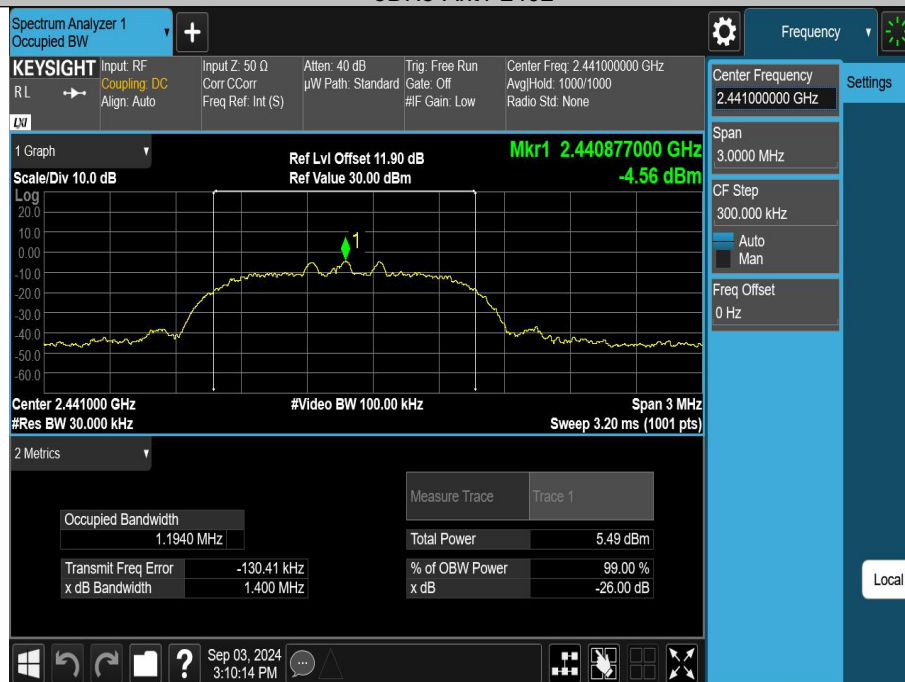 Spectrum Analyzer 1
Occupied BW
+
Frequency
KEYSIGHT
RL
LXI
Input: RF
Coupling: DC
Align: Auto
Input Z: 50 Ω
Corr CCorr
Freq Ref: Int (S)
Atten: 40 dB
µW Path: Standard
Trig: Free Run
Gate: Off
#IF Gain: Low
Center Freq: 2.441000000 GHz
Avg|Hold: 1000/1000
Radio Std: None
Center Frequency
2.441000000 GHz
Settings
Span
3.0000 MHz
CF Step
300.000 kHz
Auto
Man
Freq Offset
0 Hz
Local
1 Graph
Scale/Div 10.0 dB
Ref Lvl Offset 11.90 dB
Ref Value 30.00 dBm
Mkr1 2.440877000 GHz
-4.56 dBm
Log
20.0
10.0
0.00
-10.0
-20.0
-30.0
-40.0
-50.0
-60.0
1
Center 2.441000 GHz
#Video BW 100.00 kHz
Span 3 MHz
#Res BW 30.000 kHz
Sweep 3.20 ms (1001 pts)
2 Metrics
Measure Trace Trace 1
Occupied Bandwidth
1.1940 MHz
Total Power 5.49 dBm
Transmit Freq Error -130.41 kHz
% of OBW Power 99.00 %
x dB Bandwidth 1.400 MHz
x dB -26.00 dB
?
Sep 03, 2024
3:10:14 PM